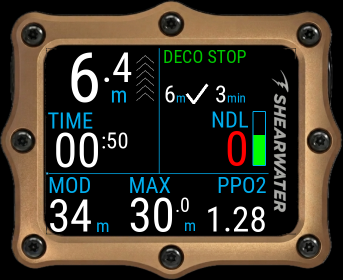 6.4 m
DECO STOP
6m ✓ 3min
TIME
00:50
NDL
0
MOD MAX PPO2
34m 30.0m 1.28
SHEARWATER